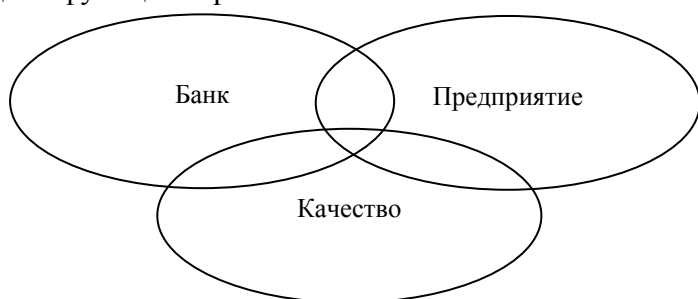 Банк
Предприятие
Качество